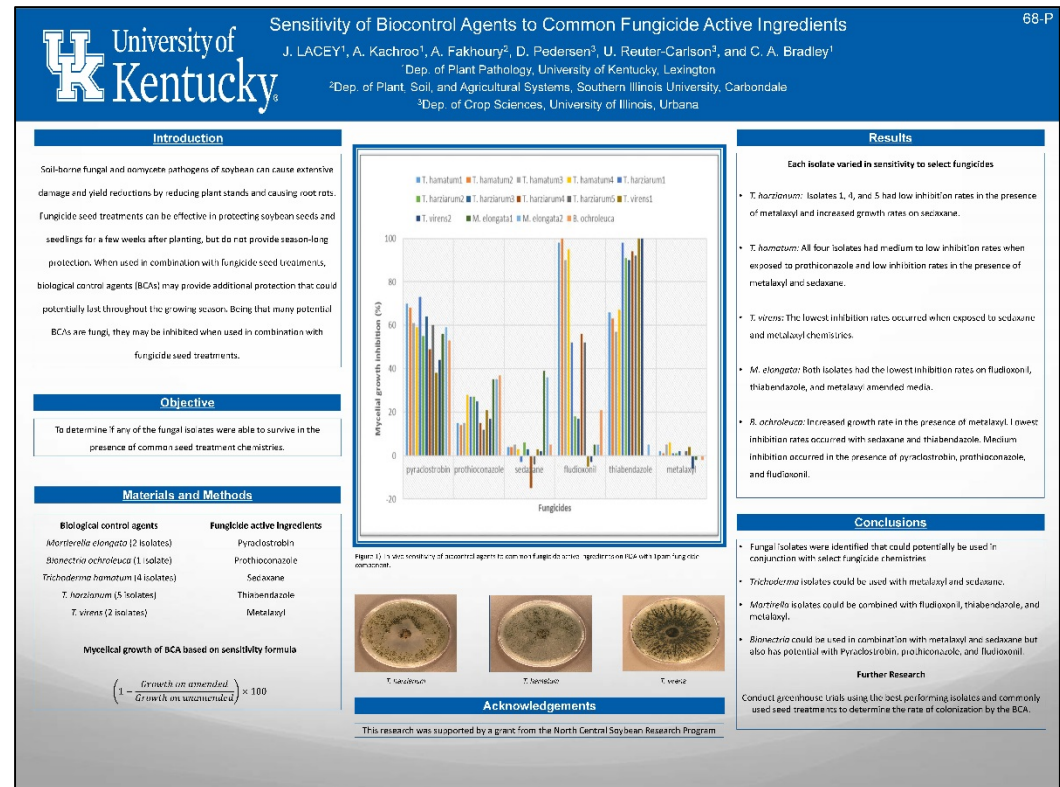 68-P
University of
Kentucky®
Sensitivity of Biocontrol Agents to Common Fungicide Active Ingredients
J. LACEY¹, A. Kachroo¹, A. Fakhoury², D. Pedersen³, U. Reuter-Carlson³, and C. A. Bradley¹
¹Dep. of Plant Pathology, University of Kentucky, Lexington
²Dep. of Plant, Soil, and Agricultural Systems, Southern Illinois University, Carbondale
³Dep. of Crop Sciences, University of Illinois, Urbana
Introduction
Soil-borne fungal and oomycete pathogens of soybean can cause extensive
damage and yield reductions by reducing plant stands and causing root rots.
Fungicide seed treatments can be effective in protecting soybean seeds and
seedlings for a few weeks after planting, but do not provide season-long
protection. When used in combination with fungicide seed treatments,
biological control agents (BCAs) may provide additional protection that could
potentially last throughout the growing season. Being that many potential
BCAs are fungi, they may be inhibited when used in combination with
fungicide seed treatments.
Objective
To determine if any of the fungal isolates were able to survive in the
presence of common seed treatment chemistries.
Materials and Methods
Biological control agents Fungicide active ingredients
Mortierella elongata (2 isolates) Pyraclostrobin
Bionectria ochroleuca (1 isolate) Prothioconazole
Trichoderma hamatum (4 isolates) Sedaxane
T. harzianum (5 isolates) Thiabendazole
T. virens (2 isolates) Metalaxyl
Mycelical growth of BCA based on sensitivity formula
(1 − Growth on amended / Growth on unamended) × 100
T. hamatum1 T. hamatum2 T. hamatum3 T. hamatum4 T. harziarum1
T. harziarum2 T. harziarum3 T. harziarum4 T. harziarum5 T. virens1
T. virens2 M. elongata1 M. elongata2 B. ochroleuca
Mycelial growth inhibition (%)
100
80
60
40
20
0
-20
pyraclostrobin prothioconazole sedaxane fludioxonil thiabendazole metalaxyl
Fungicides
Figure 1) In vivo sensitivity of biocontrol agents to common fungicide active ingredients on PDA with 1ppm fungicide
component.
T. harzianum T. hamatum T. virens
Acknowledgements
This research was supported by a grant from the North Central Soybean Research Program
Results
Each isolate varied in sensitivity to select fungicides
• T. harzianum: Isolates 1, 4, and 5 had low inhibition rates in the presence
of metalaxyl and increased growth rates on sedaxane.
• T. hamatum: All four isolates had medium to low inhibition rates when
exposed to prothiconazole and low inhibition rates in the presence of
metalaxyl and sedaxane.
• T. virens: The lowest inhibition rates occurred when exposed to sedaxane
and metalaxyl chemistries.
• M. elongata: Both isolates had the lowest inhibition rates on fludioxonil,
thiabendazole, and metalaxyl amended media.
• B. ochroleuca: Increased growth rate in the presence of metalaxyl. Lowest
inhibition rates occurred with sedaxane and thiabendazole. Medium
inhibition occurred in the presence of pyraclostrobin, prothioconazole,
and fludioxonil.
Conclusions
• Fungal isolates were identified that could potentially be used in
conjunction with select fungicide chemistries
• Trichoderma isolates could be used with metalaxyl and sedaxane.
• Martirella isolates could be combined with fludioxonil, thiabendazole, and
metalaxyl.
• Bionectria could be used in combination with metalaxyl and sedaxane but
also has potential with Pyraclostrobin, prothioconazole, and fludioxonil.
Further Research
Conduct greenhouse trials using the best performing isolates and commonly
used seed treatments to determine the rate of colonization by the BCA.